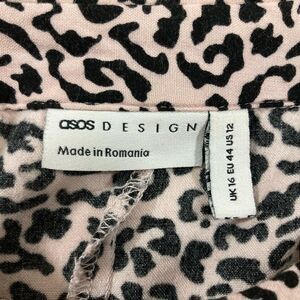 asos DESIGN
Made in Romania
UK 16 EU 44 US 12